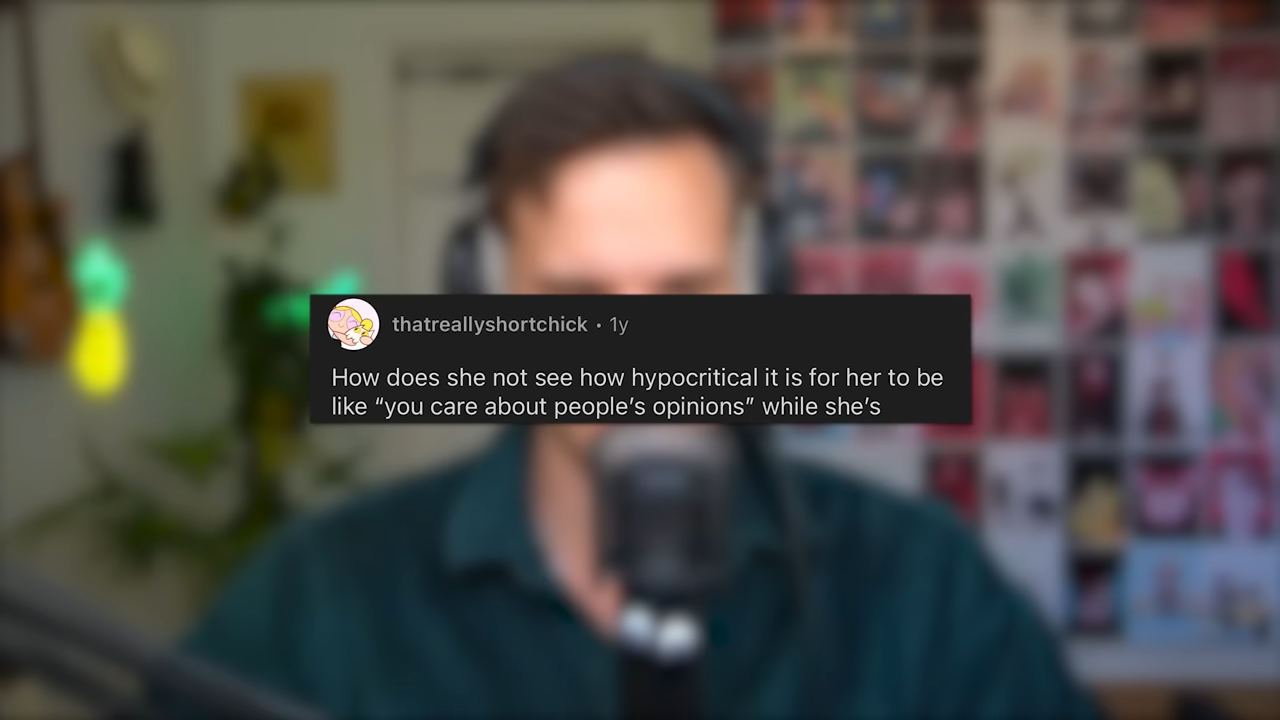 thatreallyshortchick • 1y
How does she not see how hypocritical it is for her to be
like “you care about people’s opinions” while she’s